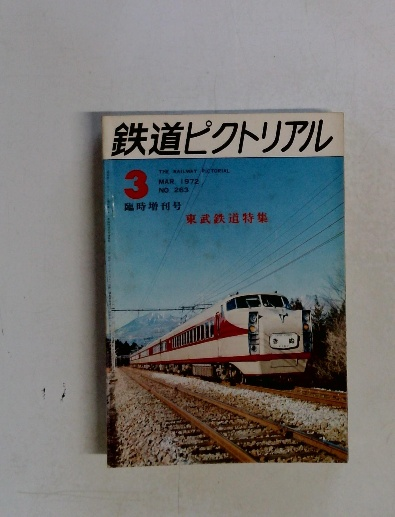 鉄道ピクトリアル
THE RAILWAY PICTORIAL
3
MAR. 1972
NO. 263
臨時増刊号
東武鉄道特集